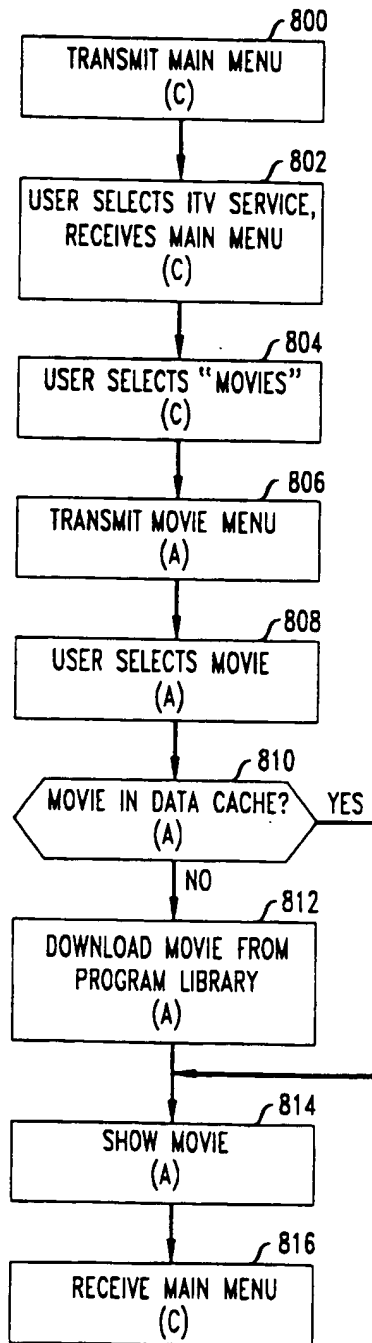 800
TRANSMIT MAIN MENU
(C)
802
USER SELECTS ITV SERVICE,
RECEIVES MAIN MENU
(C)
804
USER SELECTS "MOVIES"
(C)
806
TRANSMIT MOVIE MENU
(A)
808
USER SELECTS MOVIE
(A)
810
MOVIE IN DATA CACHE?
(A)
YES
NO
812
DOWNLOAD MOVIE FROM
PROGRAM LIBRARY
(A)
814
SHOW MOVIE
(A)
816
RECEIVE MAIN MENU
(C)